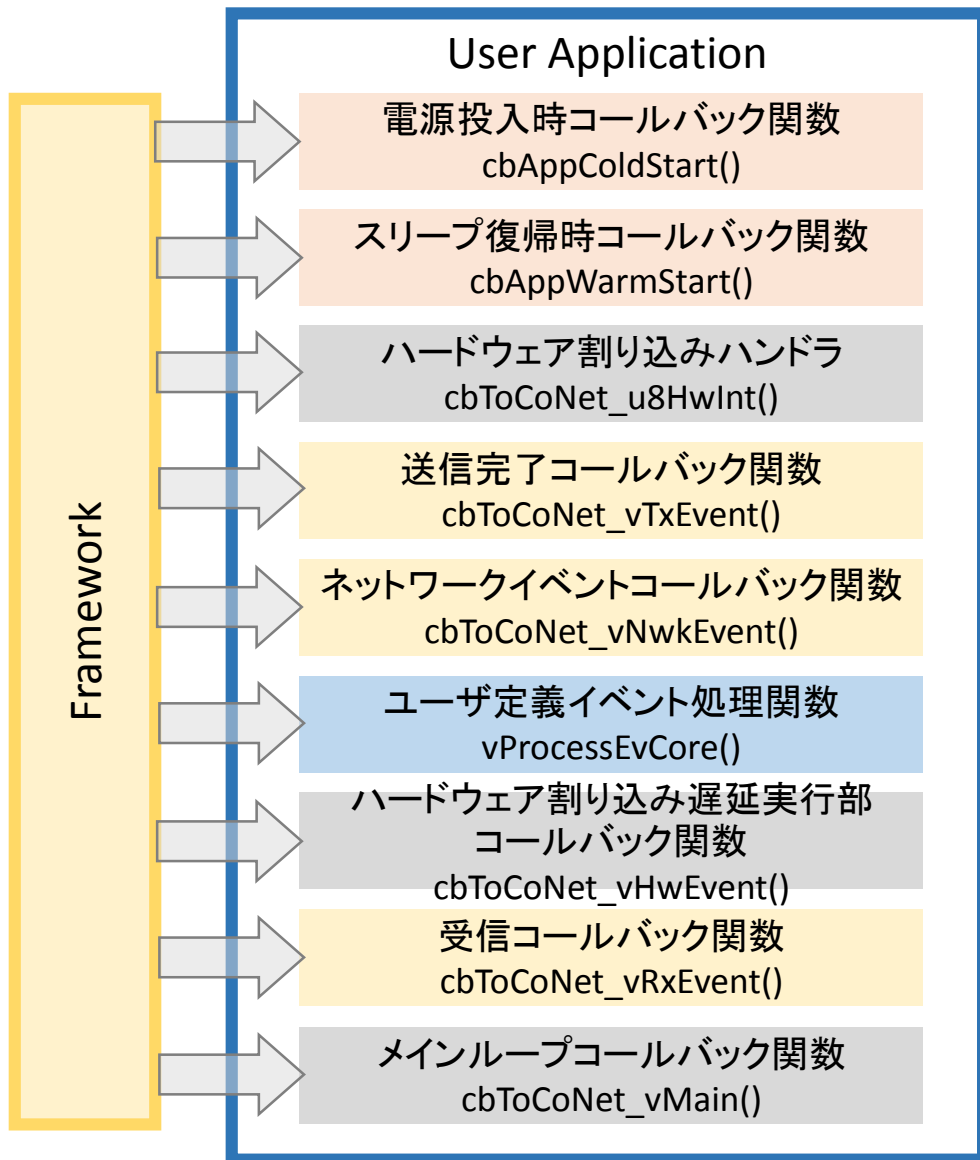 User Application
Framework
電源投入時コールバック関数
cbAppColdStart()
スリープ復帰時コールバック関数
cbAppWarmStart()
ハードウェア割り込みハンドラ
cbToCoNet_u8HwInt()
送信完了コールバック関数
cbToCoNet_vTxEvent()
ネットワークイベントコールバック関数
cbToCoNet_vNwkEvent()
ユーザ定義イベント処理関数
vProcessEvCore()
ハードウェア割り込み遅延実行部
コールバック関数
cbToCoNet_vHwEvent()
受信コールバック関数
cbToCoNet_vRxEvent()
メインループコールバック関数
cbToCoNet_vMain()